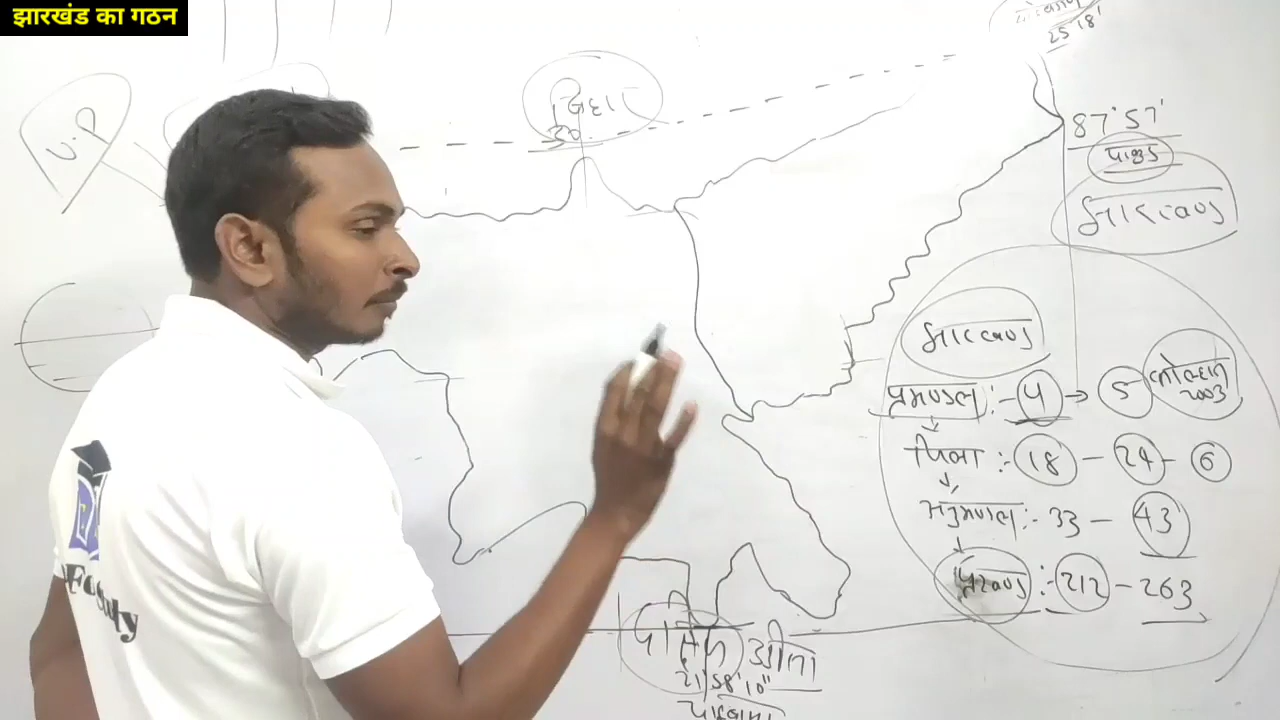 झारखंड का गठन
25°18'
U.P
बिहार
87°57'
पाकुड़
झारखण्ड
झारखण्ड
प्रमण्डल :- 4 → 5 कोल्हान 2003
जिला :- 18 - 24 - 6
अनुमण्डल :- 33 - 43
प्रखण्ड :- 212 - 263
21°58'10"